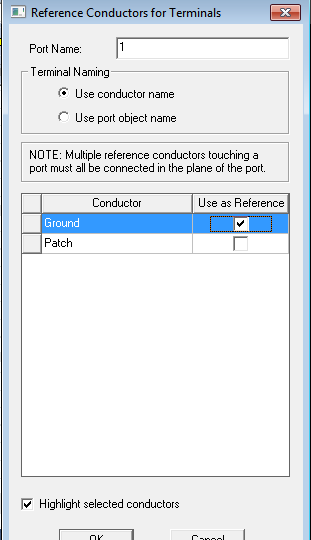 Reference Conductors for Terminals
Port Name: 1
Terminal Naming
Use conductor name
Use port object name
NOTE: Multiple reference conductors touching a
port must all be connected in the plane of the port.
Conductor Use as Reference
Ground
Patch
Highlight selected conductors
OK Cancel